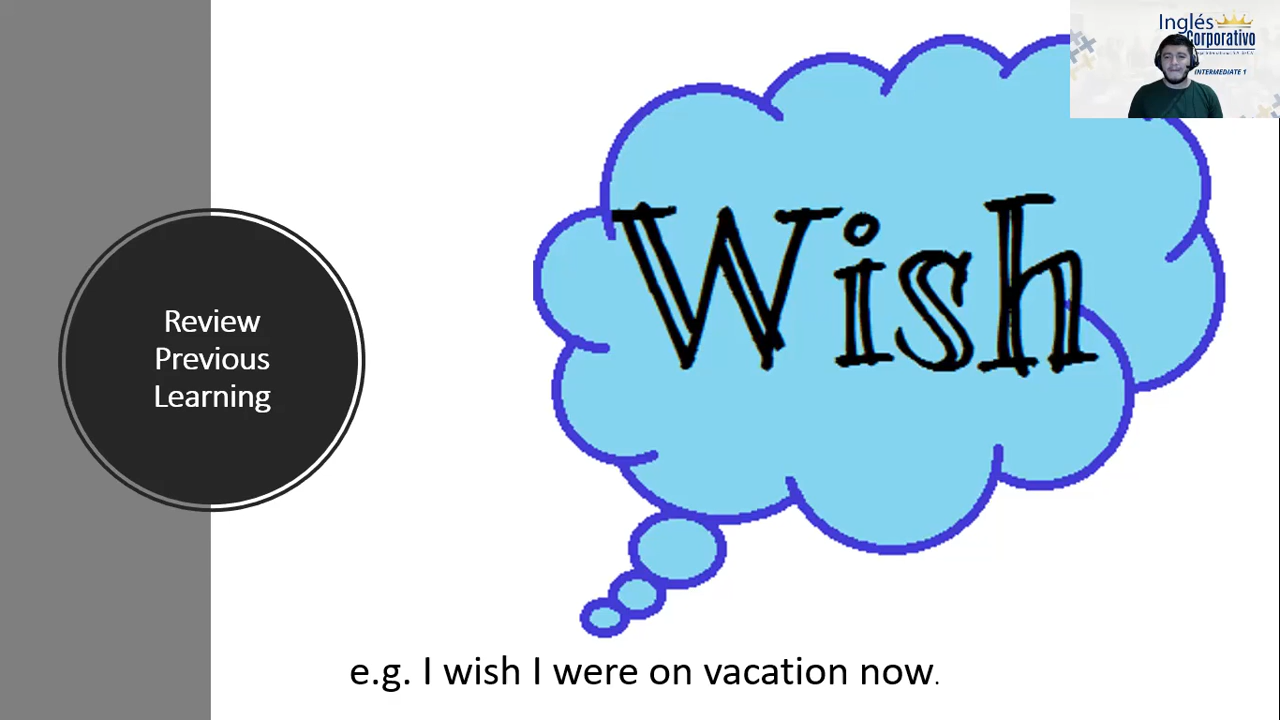 Inglés
Corporativo
INTERMEDIATE 1
Wish
Review
Previous
Learning
e.g. I wish I were on vacation now.